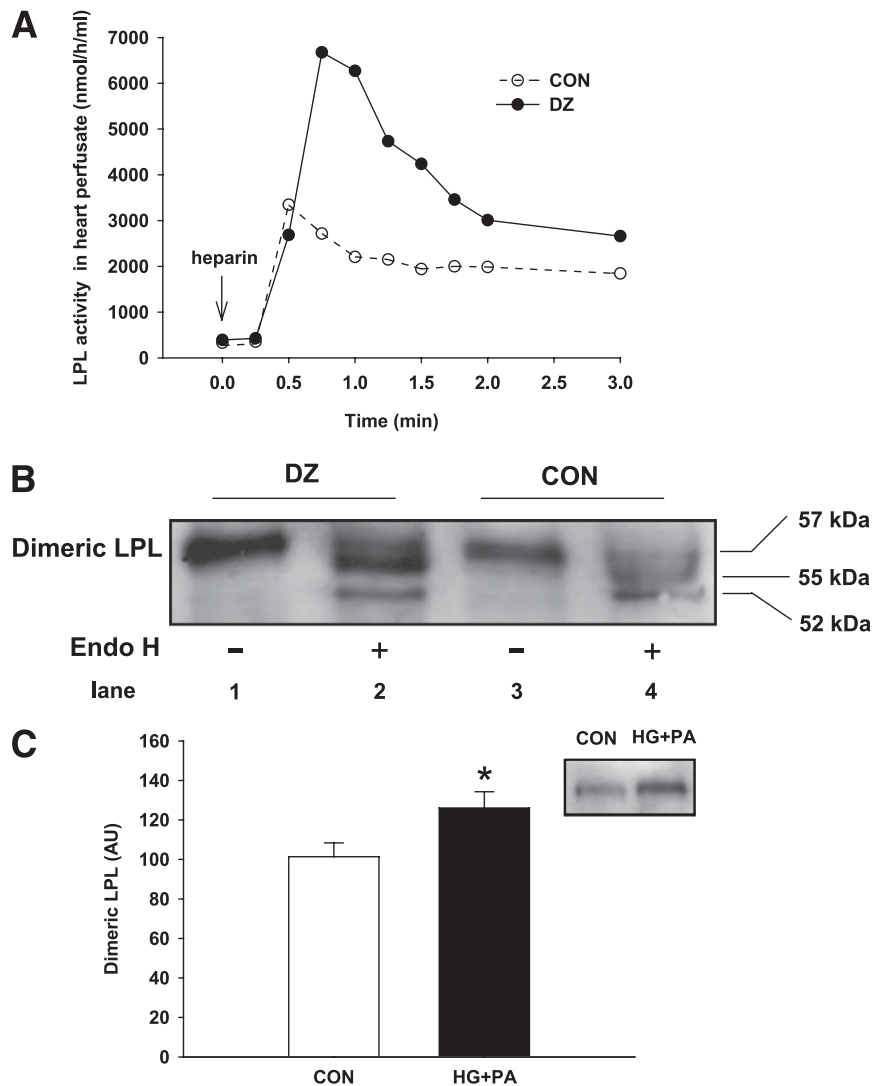 A
LPL activity in heart perfusate (nmol/h/ml)
7000
6000
5000
4000
3000
2000
1000
0
CON
DZ
heparin
0.0 0.5 1.0 1.5 2.0 2.5 3.0
Time (min)
B
DZ CON
Dimeric LPL
57 kDa
55 kDa
52 kDa
Endo H - + - +
lane 1 2 3 4
C
Dimeric LPL (AU)
160
140
120
100
80
60
40
20
0
*
CON HG+PA
CON HG+PA